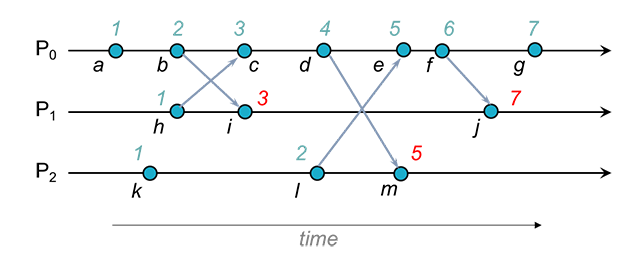 1 2 3 4 5 6 7
P0
a b c d e f g
1 3 7
P1
h i j
1 2 5
P2
k l m
time